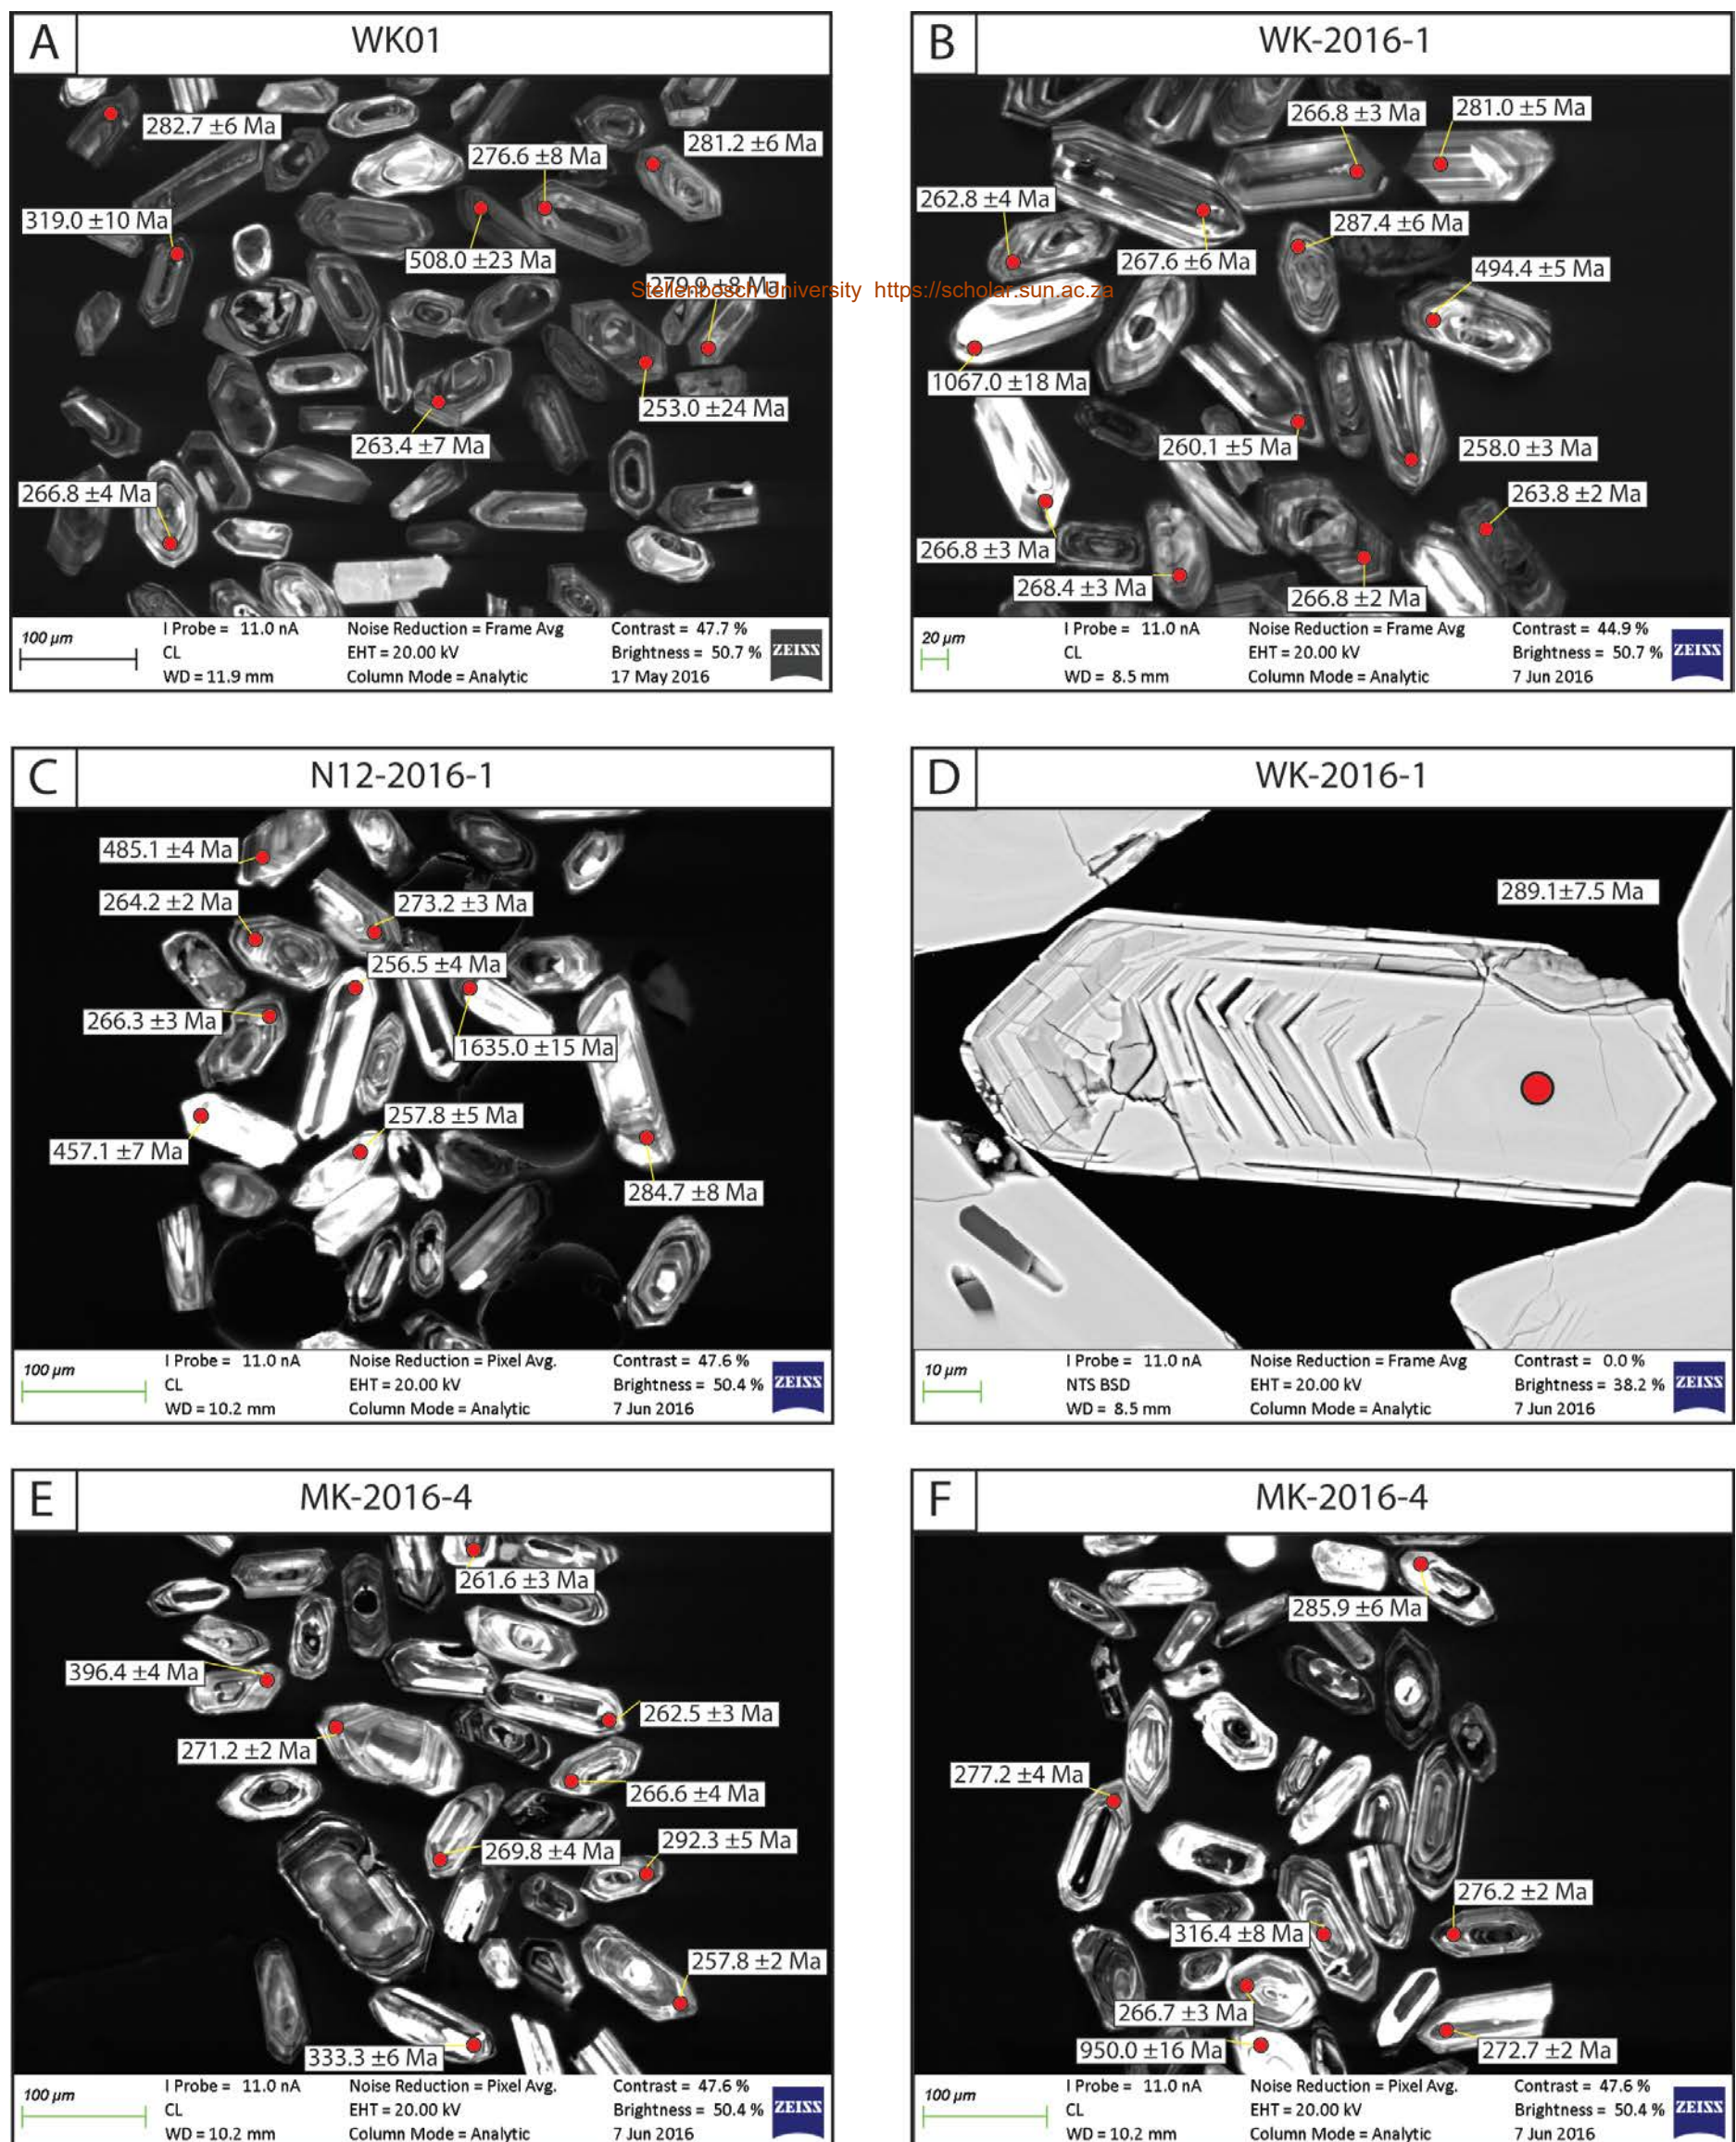 A WK01
282.7 ±6 Ma
276.6 ±8 Ma
281.2 ±6 Ma
319.0 ±10 Ma
508.0 ±23 Ma
279.9 ±8 Ma
253.0 ±24 Ma
263.4 ±7 Ma
266.8 ±4 Ma
100 µm
I Probe = 11.0 nA Noise Reduction = Frame Avg Contrast = 47.7 %
CL EHT = 20.00 kV Brightness = 50.7 % ZEISS
WD = 11.9 mm Column Mode = Analytic 17 May 2016
B WK-2016-1
266.8 ±3 Ma
281.0 ±5 Ma
262.8 ±4 Ma
287.4 ±6 Ma
267.6 ±6 Ma
494.4 ±5 Ma
1067.0 ±18 Ma
260.1 ±5 Ma
258.0 ±3 Ma
263.8 ±2 Ma
266.8 ±3 Ma
268.4 ±3 Ma
266.8 ±2 Ma
20 µm
I Probe = 11.0 nA Noise Reduction = Frame Avg Contrast = 44.9 %
CL EHT = 20.00 kV Brightness = 50.7 % ZEISS
WD = 8.5 mm Column Mode = Analytic 7 Jun 2016
Stellenbosch University https://scholar.sun.ac.za
C N12-2016-1
485.1 ±4 Ma
264.2 ±2 Ma
273.2 ±3 Ma
256.5 ±4 Ma
266.3 ±3 Ma
1635.0 ±15 Ma
257.8 ±5 Ma
457.1 ±7 Ma
284.7 ±8 Ma
100 µm
I Probe = 11.0 nA Noise Reduction = Pixel Avg. Contrast = 47.6 %
CL EHT = 20.00 kV Brightness = 50.4 % ZEISS
WD = 10.2 mm Column Mode = Analytic 7 Jun 2016
D WK-2016-1
289.1±7.5 Ma
10 µm
I Probe = 11.0 nA Noise Reduction = Frame Avg Contrast = 0.0 %
NTS BSD EHT = 20.00 kV Brightness = 38.2 % ZEISS
WD = 8.5 mm Column Mode = Analytic 7 Jun 2016
E MK-2016-4
261.6 ±3 Ma
396.4 ±4 Ma
262.5 ±3 Ma
271.2 ±2 Ma
266.6 ±4 Ma
292.3 ±5 Ma
269.8 ±4 Ma
257.8 ±2 Ma
333.3 ±6 Ma
100 µm
I Probe = 11.0 nA Noise Reduction = Pixel Avg. Contrast = 47.6 %
CL EHT = 20.00 kV Brightness = 50.4 % ZEISS
WD = 10.2 mm Column Mode = Analytic 7 Jun 2016
F MK-2016-4
285.9 ±6 Ma
277.2 ±4 Ma
276.2 ±2 Ma
316.4 ±8 Ma
266.7 ±3 Ma
950.0 ±16 Ma
272.7 ±2 Ma
100 µm
I Probe = 11.0 nA Noise Reduction = Pixel Avg. Contrast = 47.6 %
CL EHT = 20.00 kV Brightness = 50.4 % ZEISS
WD = 10.2 mm Column Mode = Analytic 7 Jun 2016